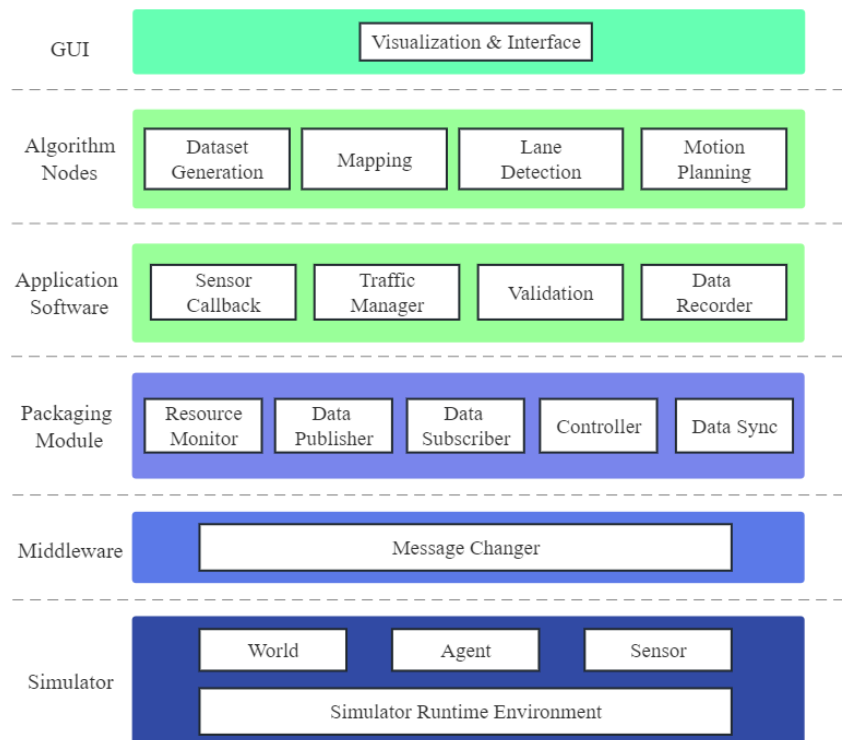 GUI
Visualization & Interface
Algorithm
Nodes
Dataset
Generation
Mapping
Lane
Detection
Motion
Planning
Application
Software
Sensor
Callback
Traffic
Manager
Validation
Data
Recorder
Packaging
Module
Resource
Monitor
Data
Publisher
Data
Subscriber
Controller
Data Sync
Middleware
Message Changer
Simulator
World
Agent
Sensor
Simulator Runtime Environment